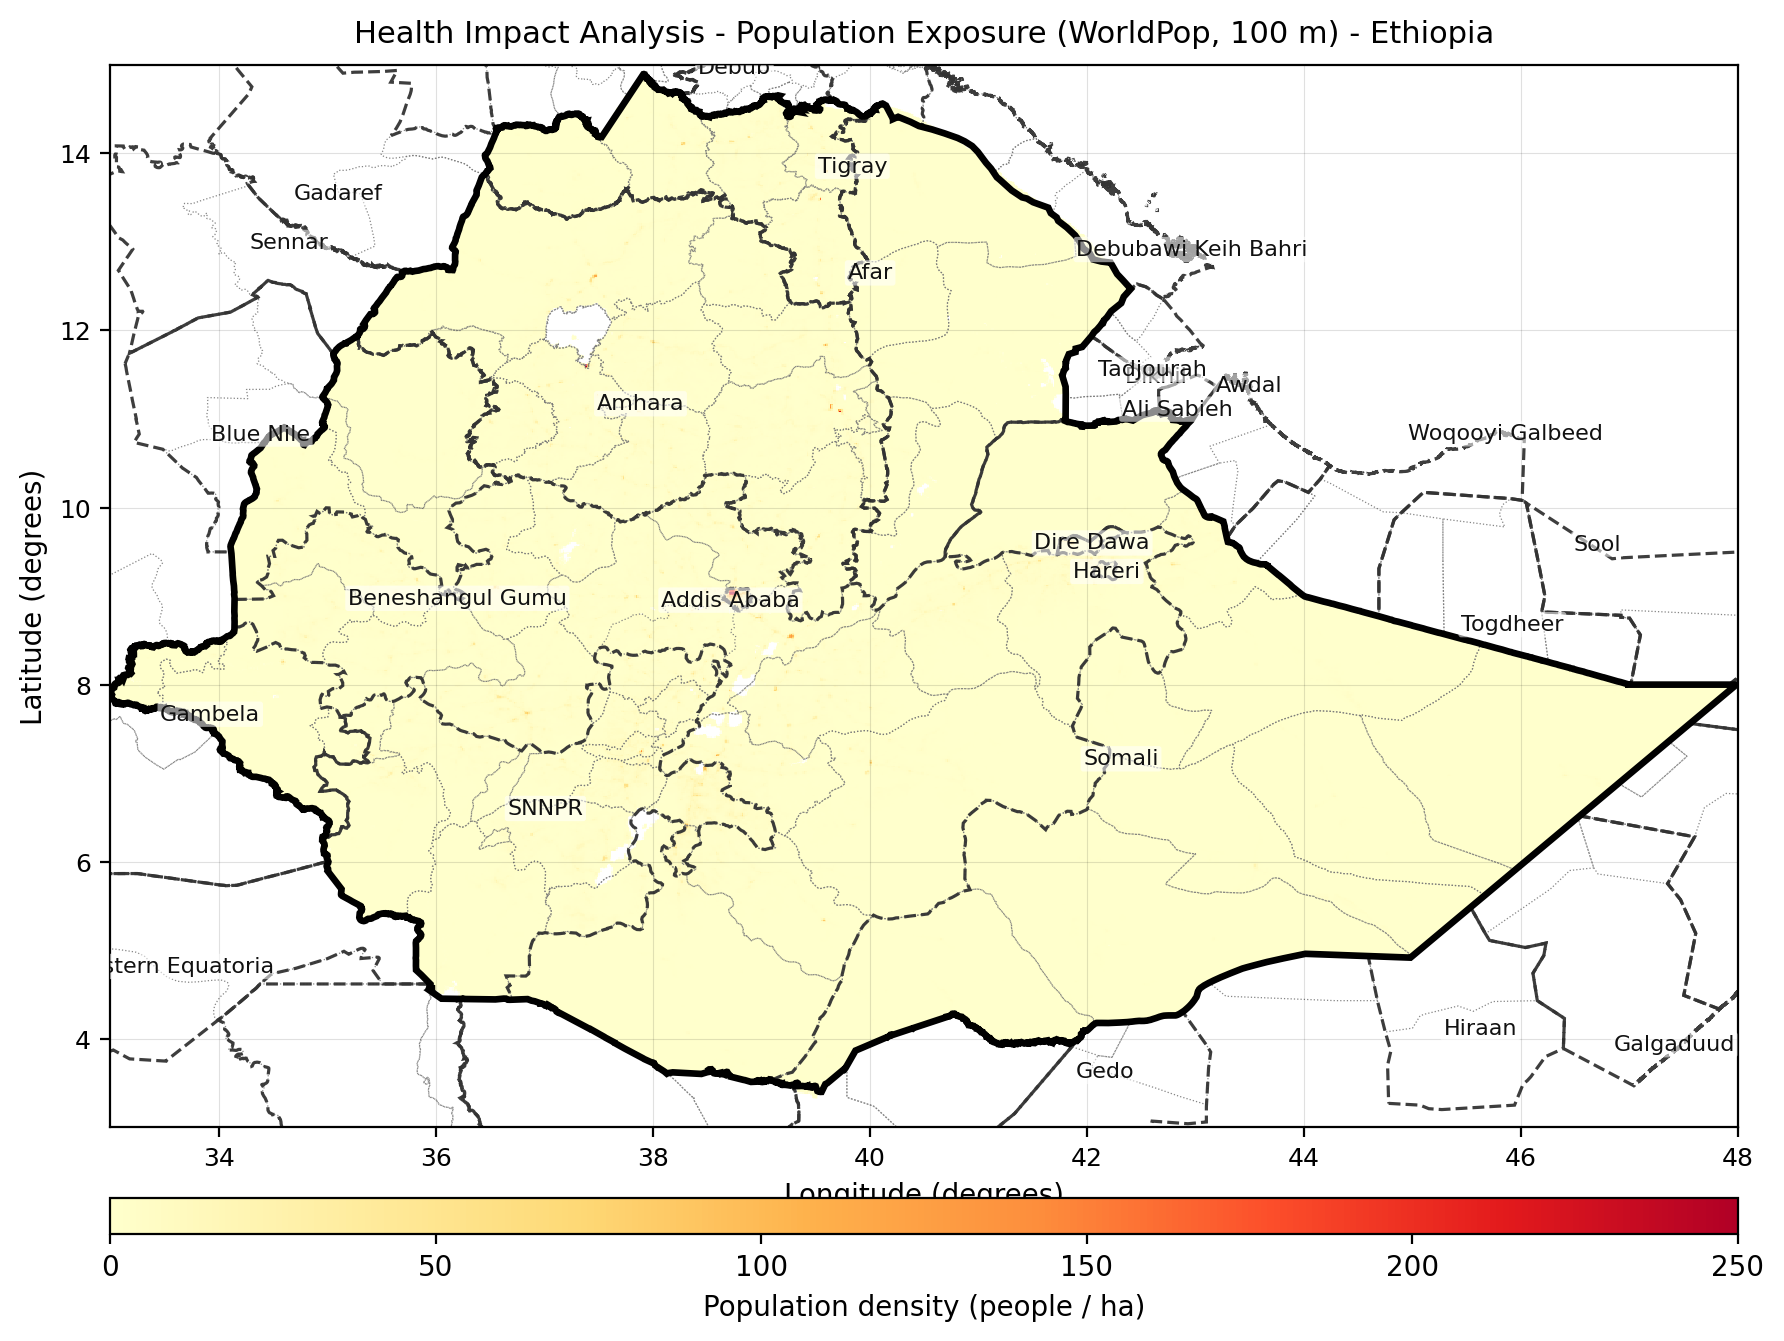 Health Impact Analysis - Population Exposure (WorldPop, 100 m) - Ethiopia
Debub
14
Tigray
Gadaref
Sennar
Debubawi Keih Bahri
Afar
12
Tadjourah
Dikhil
Awdal
Amhara
Ali Sabieh
Blue Nile
Woqooyi Galbeed
10
Dire Dawa
Sool
Hareri
Beneshangul Gumu
Addis Ababa
Togdheer
8
Gambela
Somali
SNNPR
6
stern Equatoria
4
Hiraan
Galgaduud
Gedo
Latitude (degrees)
34 36 38 40 42 44 46 48
Longitude (degrees)
0 50 100 150 200 250
Population density (people / ha)